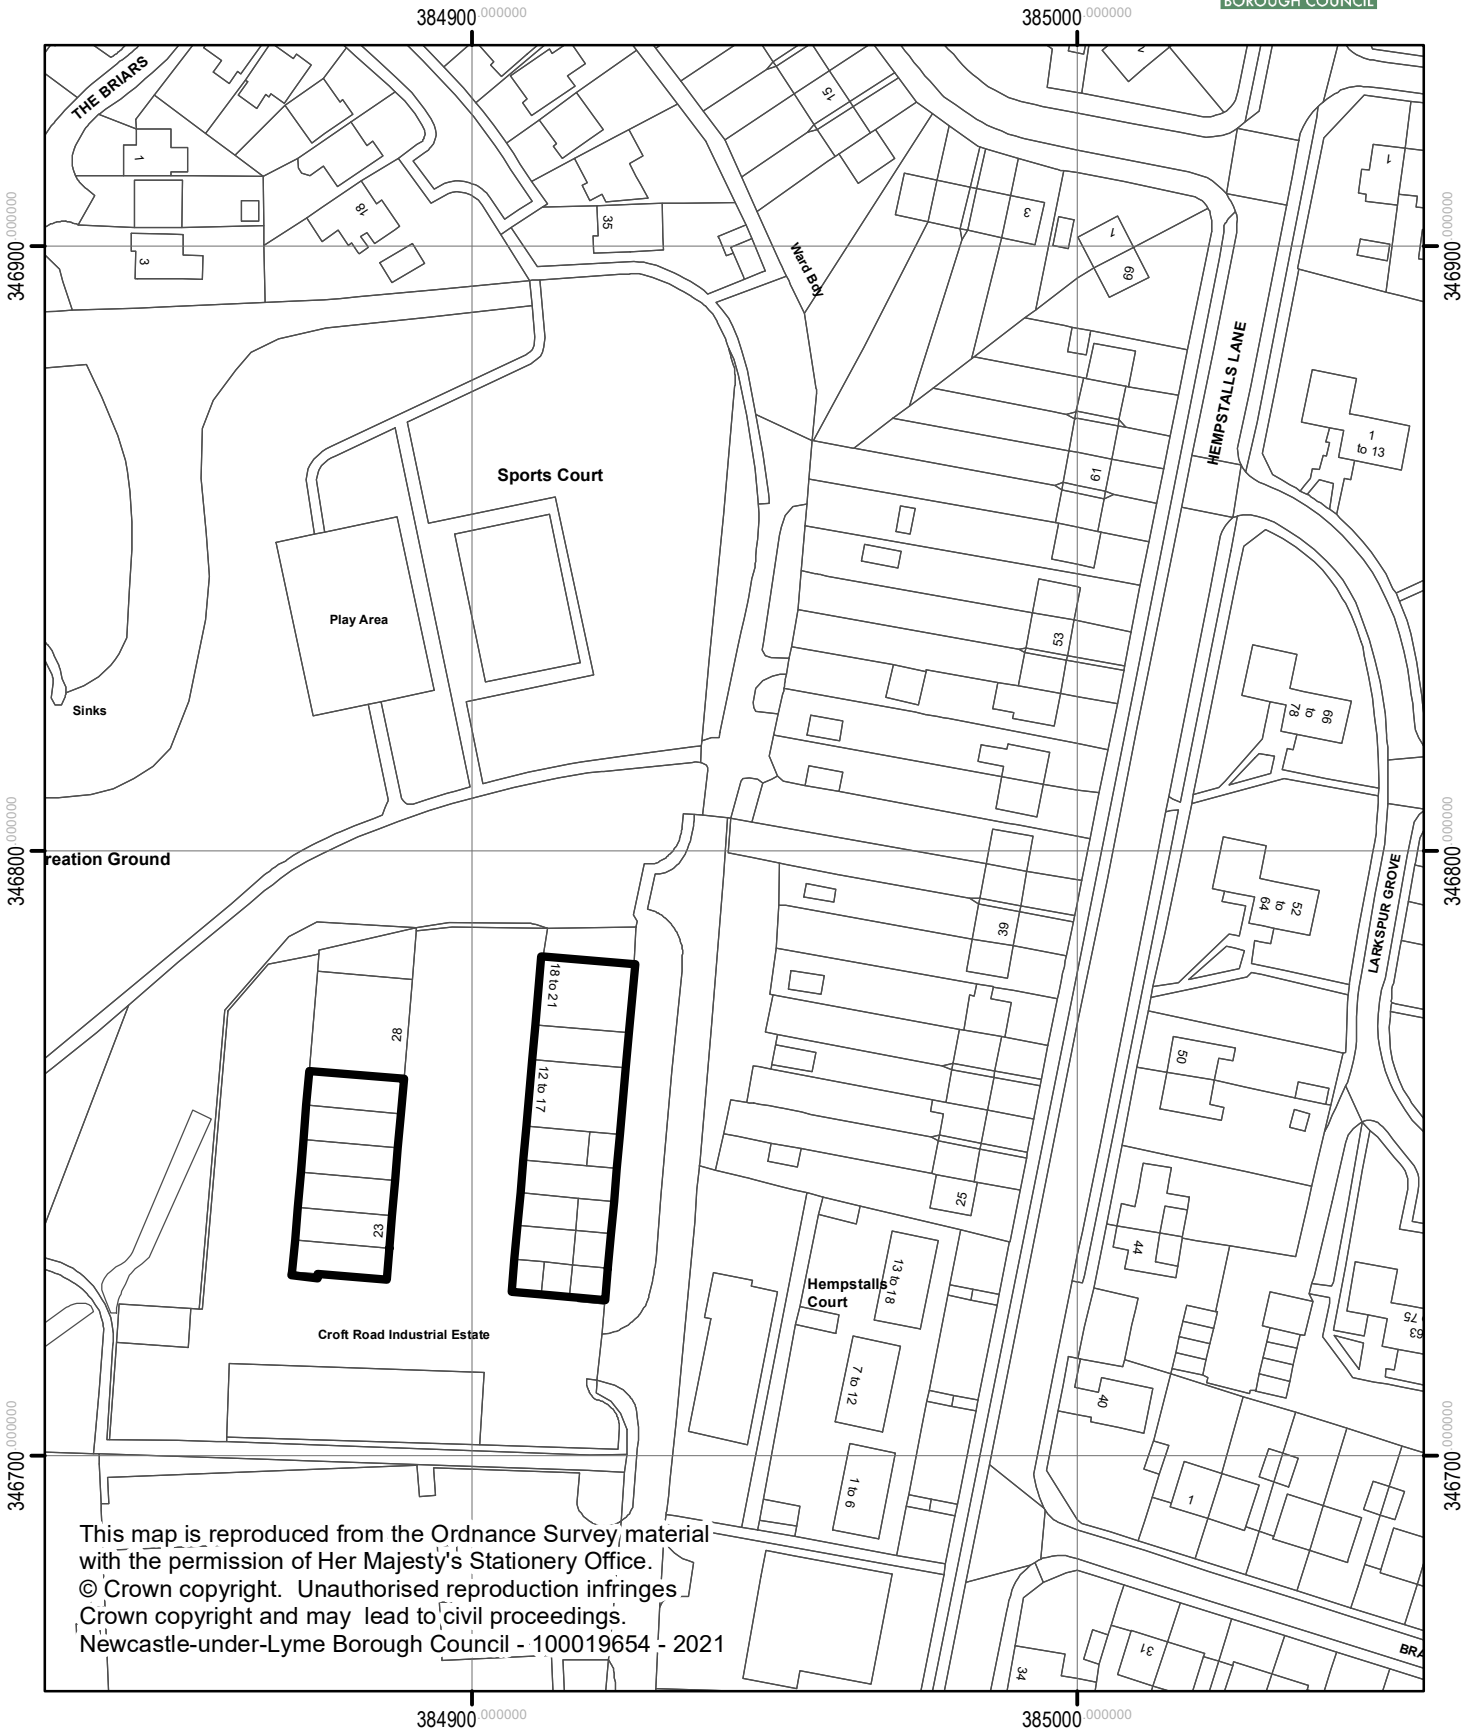 BOROUGH COUNCIL
384900.000000
385000.000000
THE BRIARS
15
2
1
1
18
35
3
1
346900.000000
346900.000000
3
69
Ward Bdy
HEMPSTALLS LANE
1
to 13
Sports Court
61
Play Area
53
66
to
78
Sinks
346800.000000
346800.000000
reation Ground
39
52
to
64
LARKSPUR GROVE
18 to 21
28
12 to 17
50
25
23
44
Hempstalls
Court
13 to 18
Croft Road Industrial Estate
63
75
7 to 12
40
346700.000000
346700.000000
1 to 6
1
This map is reproduced from the Ordnance Survey material
with the permission of Her Majesty's Stationery Office.
© Crown copyright. Unauthorised reproduction infringes
Crown copyright and may lead to civil proceedings.
Newcastle-under-Lyme Borough Council - 100019654 - 2021
31
34
BRA
384900.000000
385000.000000